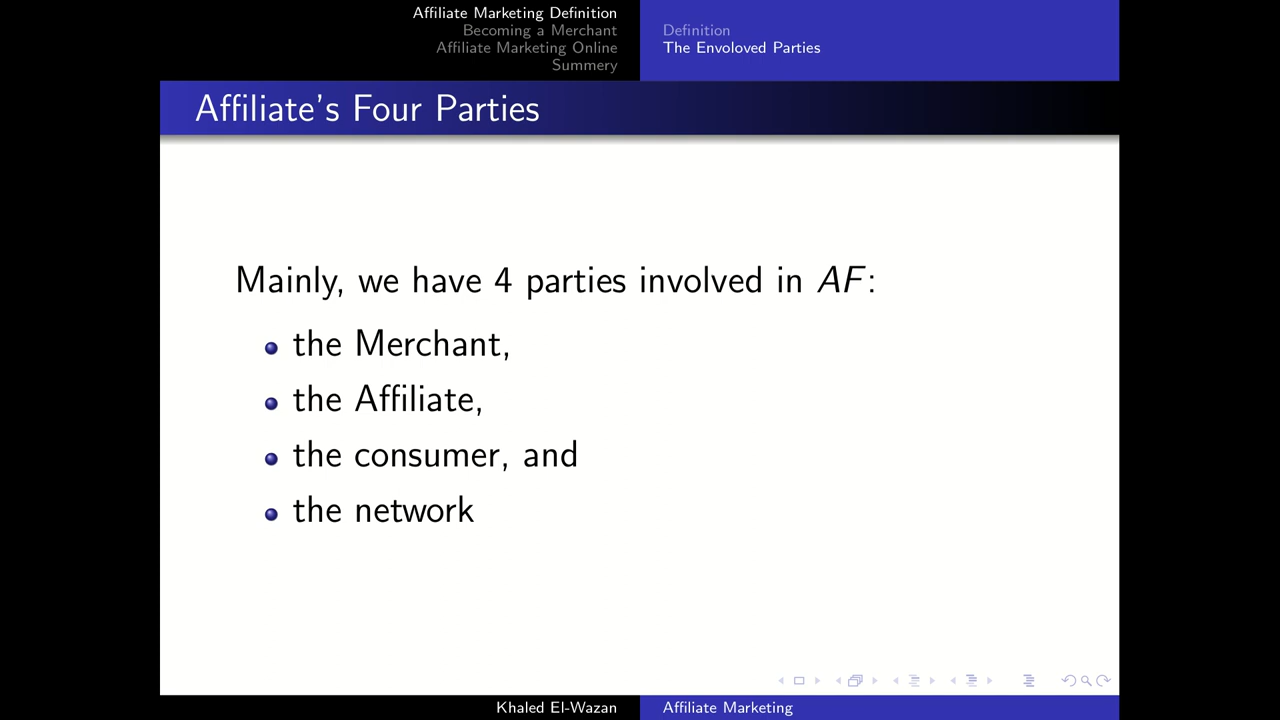 Affiliate Marketing Definition
Becoming a Merchant
Affiliate Marketing Online
Summery
Definition
The Envoloved Parties
Affiliate's Four Parties
Mainly, we have 4 parties involved in AF:
the Merchant,
the Affiliate,
the consumer, and
the network
Khaled El-Wazan
Affiliate Marketing